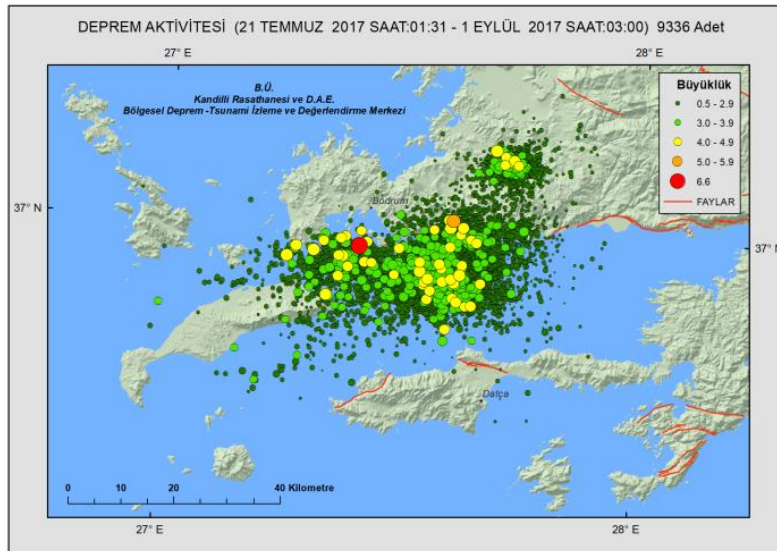 DEPREM AKTİVİTESİ (21 TEMMUZ 2017 SAAT:01:31 - 1 EYLÜL 2017 SAAT:03:00) 9336 Adet
27° E
28° E
B.Ü.
Kandilli Rasathanesi ve D.A.E.
Bölgesel Deprem -Tsunami İzleme ve Değerlendirme Merkezi
Büyüklük
0.5 - 2.9
3.0 - 3.9
4.0 - 4.9
5.0 - 5.9
6.6
FAYLAR
37° N
Bodrum
37° N
Datça
0 10 20 40 Kilometre
27° E
28° E